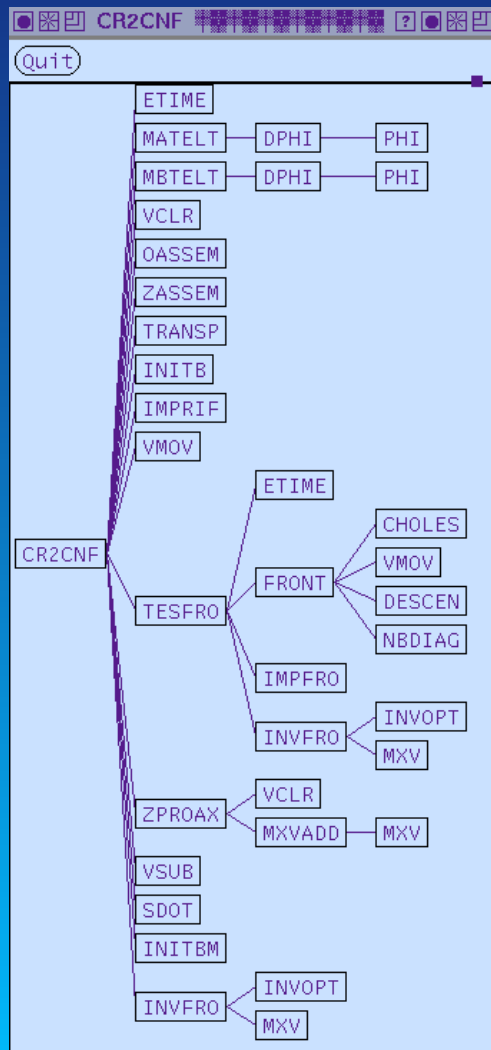 CR2CNF ?
Quit
ETIME
MATELT DPHI PHI
MBTELT DPHI PHI
VCLR
OASSEM
ZASSEM
TRANSP
INITB
IMPRIF
VMOV
ETIME
CHOLES
CR2CNF
VMOV
FRONT
DESCEN
TESFRO
NBDIAG
IMPFRO
INVOPT
INVFRO
MXV
VCLR
ZPROAX
MXVADD MXV
VSUB
SDOT
INITBM
INVOPT
INVFRO
MXV